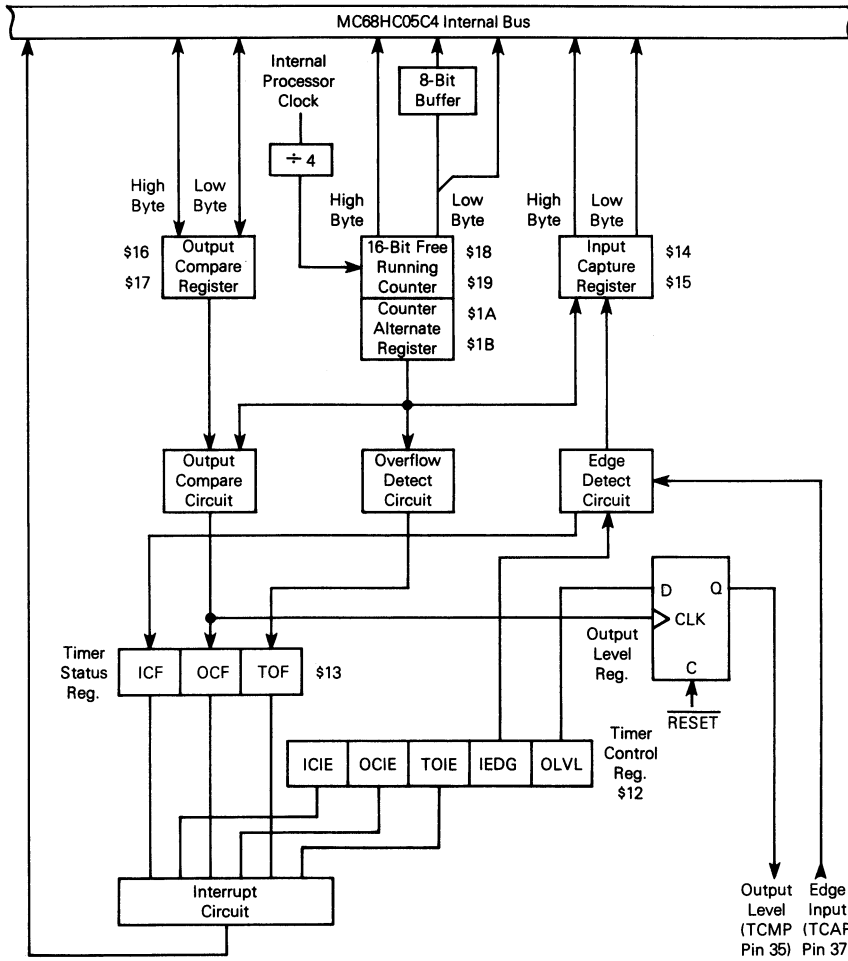 MC68HC05C4 Internal Bus
Internal
Processor
Clock
8-Bit
Buffer
÷ 4
High
Byte
Low
Byte
High
Byte
Low
Byte
High
Byte
Low
Byte
$16
$17
Output
Compare
Register
16-Bit Free
Running
Counter
$18
$19
Counter
Alternate
Register
$1A
$1B
Input
Capture
Register
$14
$15
Output
Compare
Circuit
Overflow
Detect
Circuit
Edge
Detect
Circuit
D Q
CLK
C
Output
Level
Reg.
RESET
Timer
Status
Reg.
ICF OCF TOF $13
ICIE OCIE TOIE IEDG OLVL
Timer
Control
Reg.
$12
Interrupt
Circuit
Output
Level
(TCMP
Pin 35)
Edge
Input
(TCAP
Pin 37